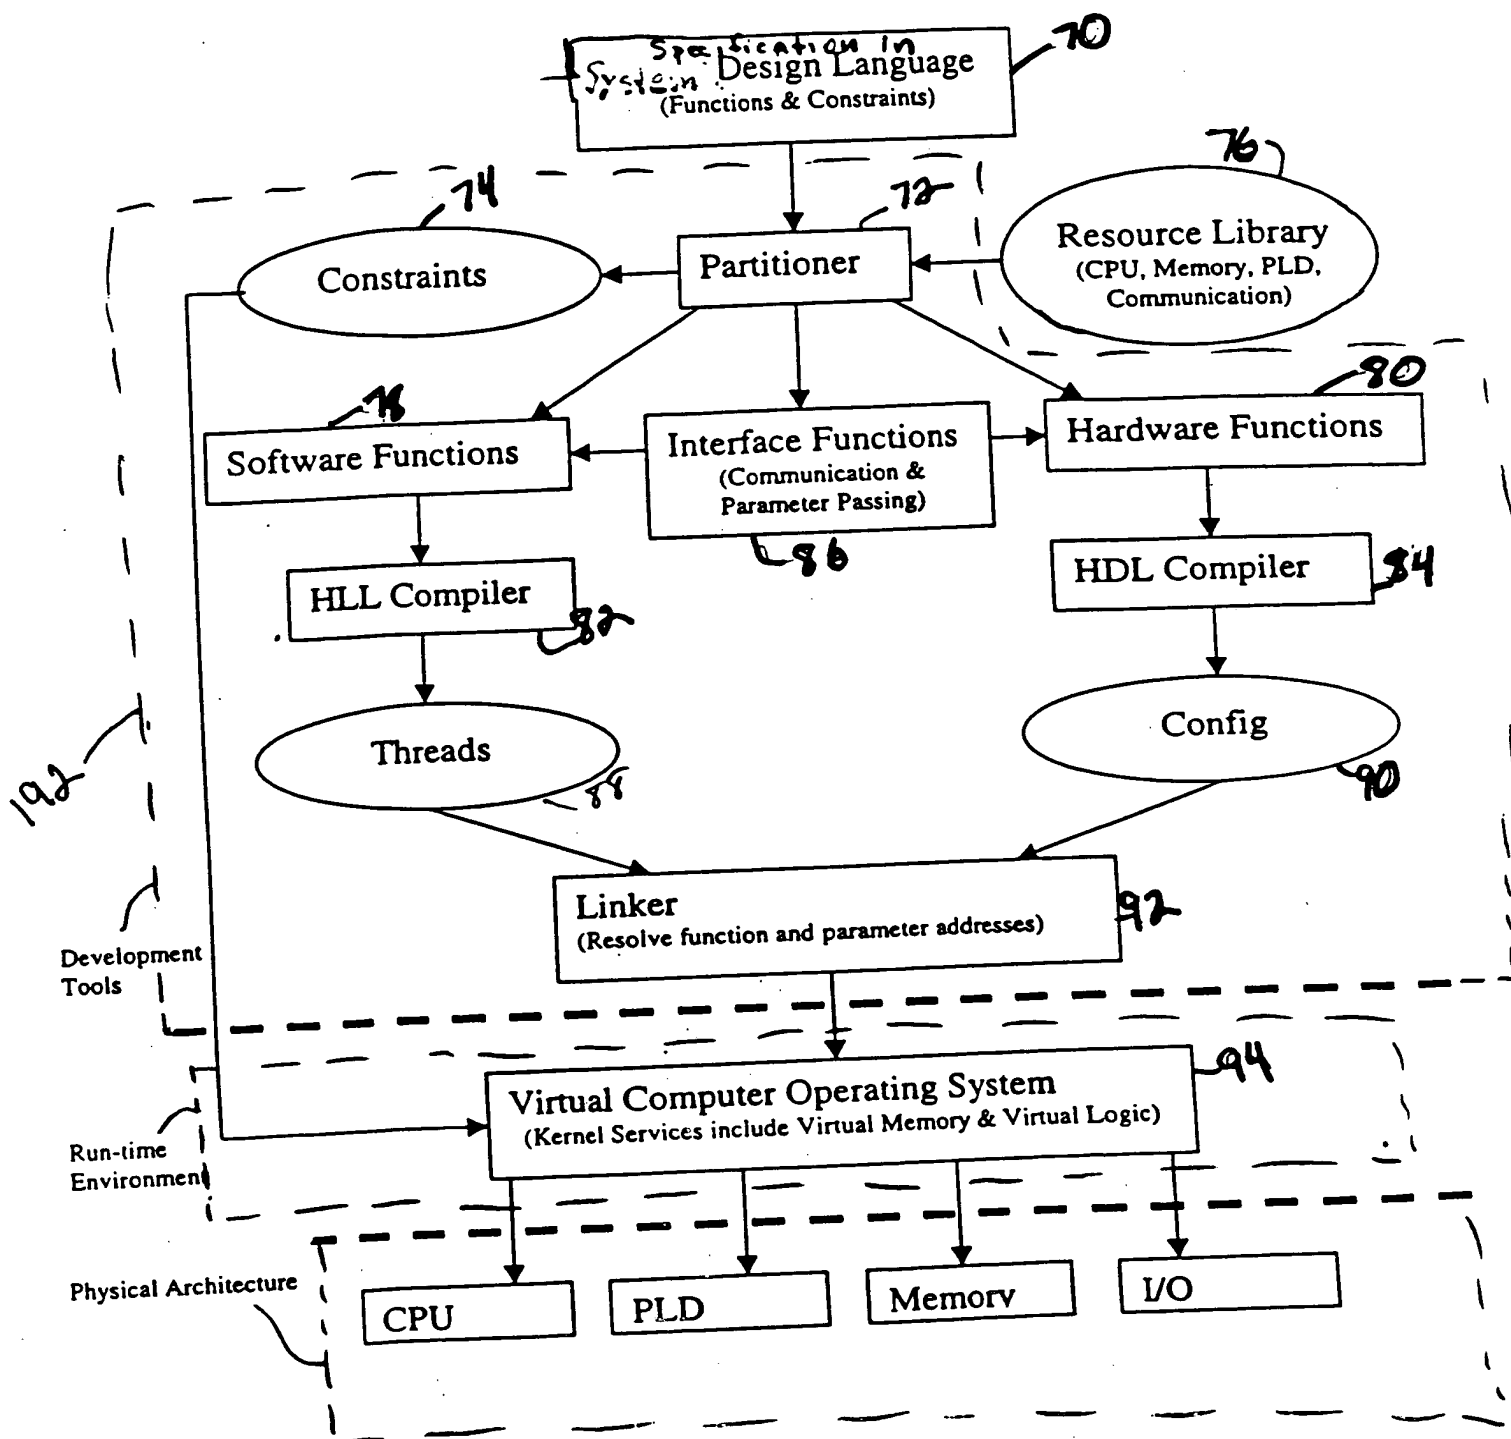 70
Specification in
System Design Language
(Functions & Constraints)
76
74
72
Resource Library
(CPU, Memory, PLD,
Communication)
Partitioner
Constraints
80
78
Hardware Functions
Interface Functions
(Communication &
Parameter Passing)
Software Functions
86
HDL Compiler
84
HLL Compiler
82
Config
Threads
90
88
192
Linker
(Resolve function and parameter addresses)
92
Development
Tools
94
Virtual Computer Operating System
(Kernel Services include Virtual Memory & Virtual Logic)
Run-time
Environment
Physical Architecture
CPU
PLD
Memory
I/O